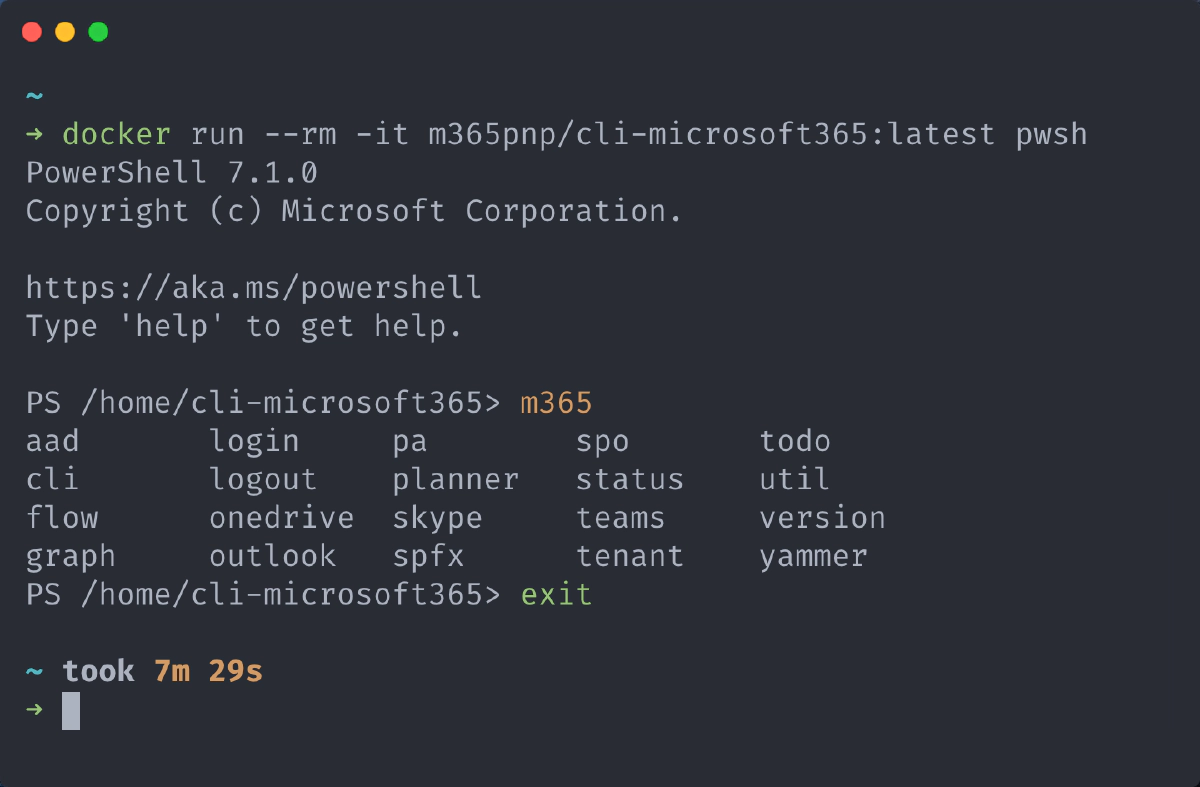 ~
→ docker run --rm -it m365pnp/cli-microsoft365:latest pwsh
PowerShell 7.1.0
Copyright (c) Microsoft Corporation.
https://aka.ms/powershell
Type 'help' to get help.
PS /home/cli-microsoft365> m365
aad login pa spo todo
cli logout planner status util
flow onedrive skype teams version
graph outlook spfx tenant yammer
PS /home/cli-microsoft365> exit
~ took 7m 29s
→